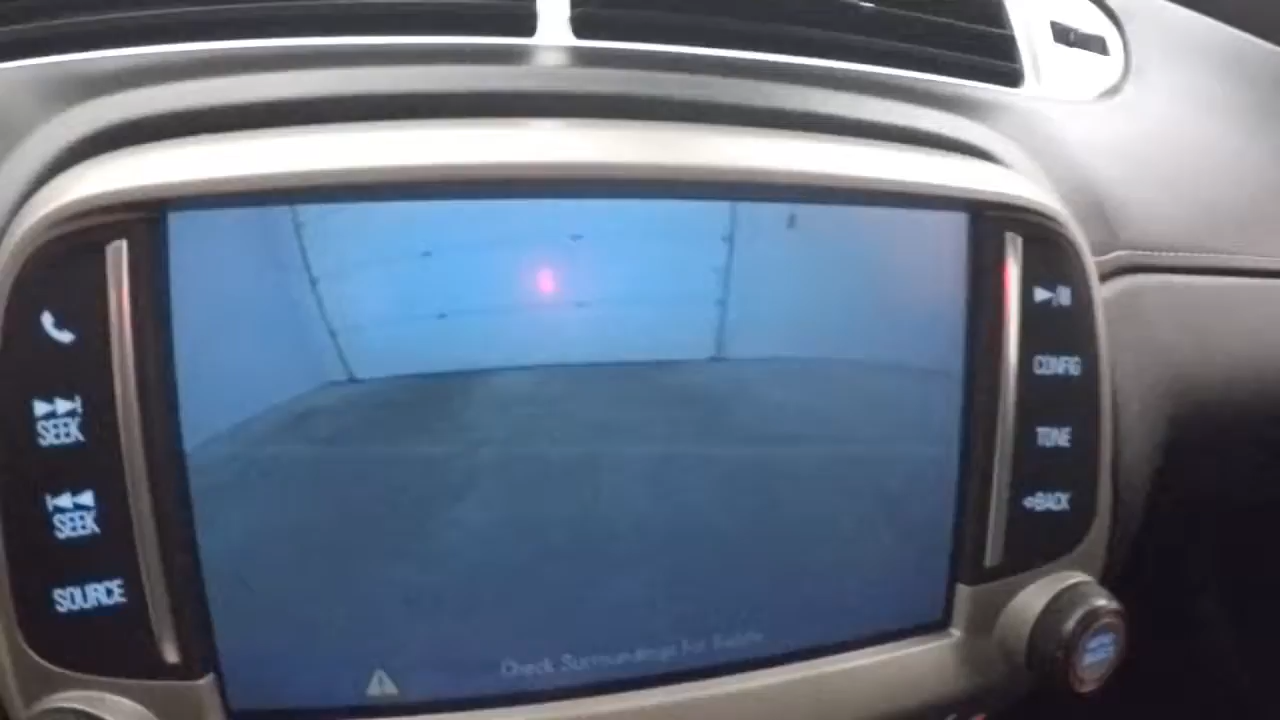 SEEK
SEEK
SOURCE
CONFIG
TONE
BACK
Check Surroundings For Safety